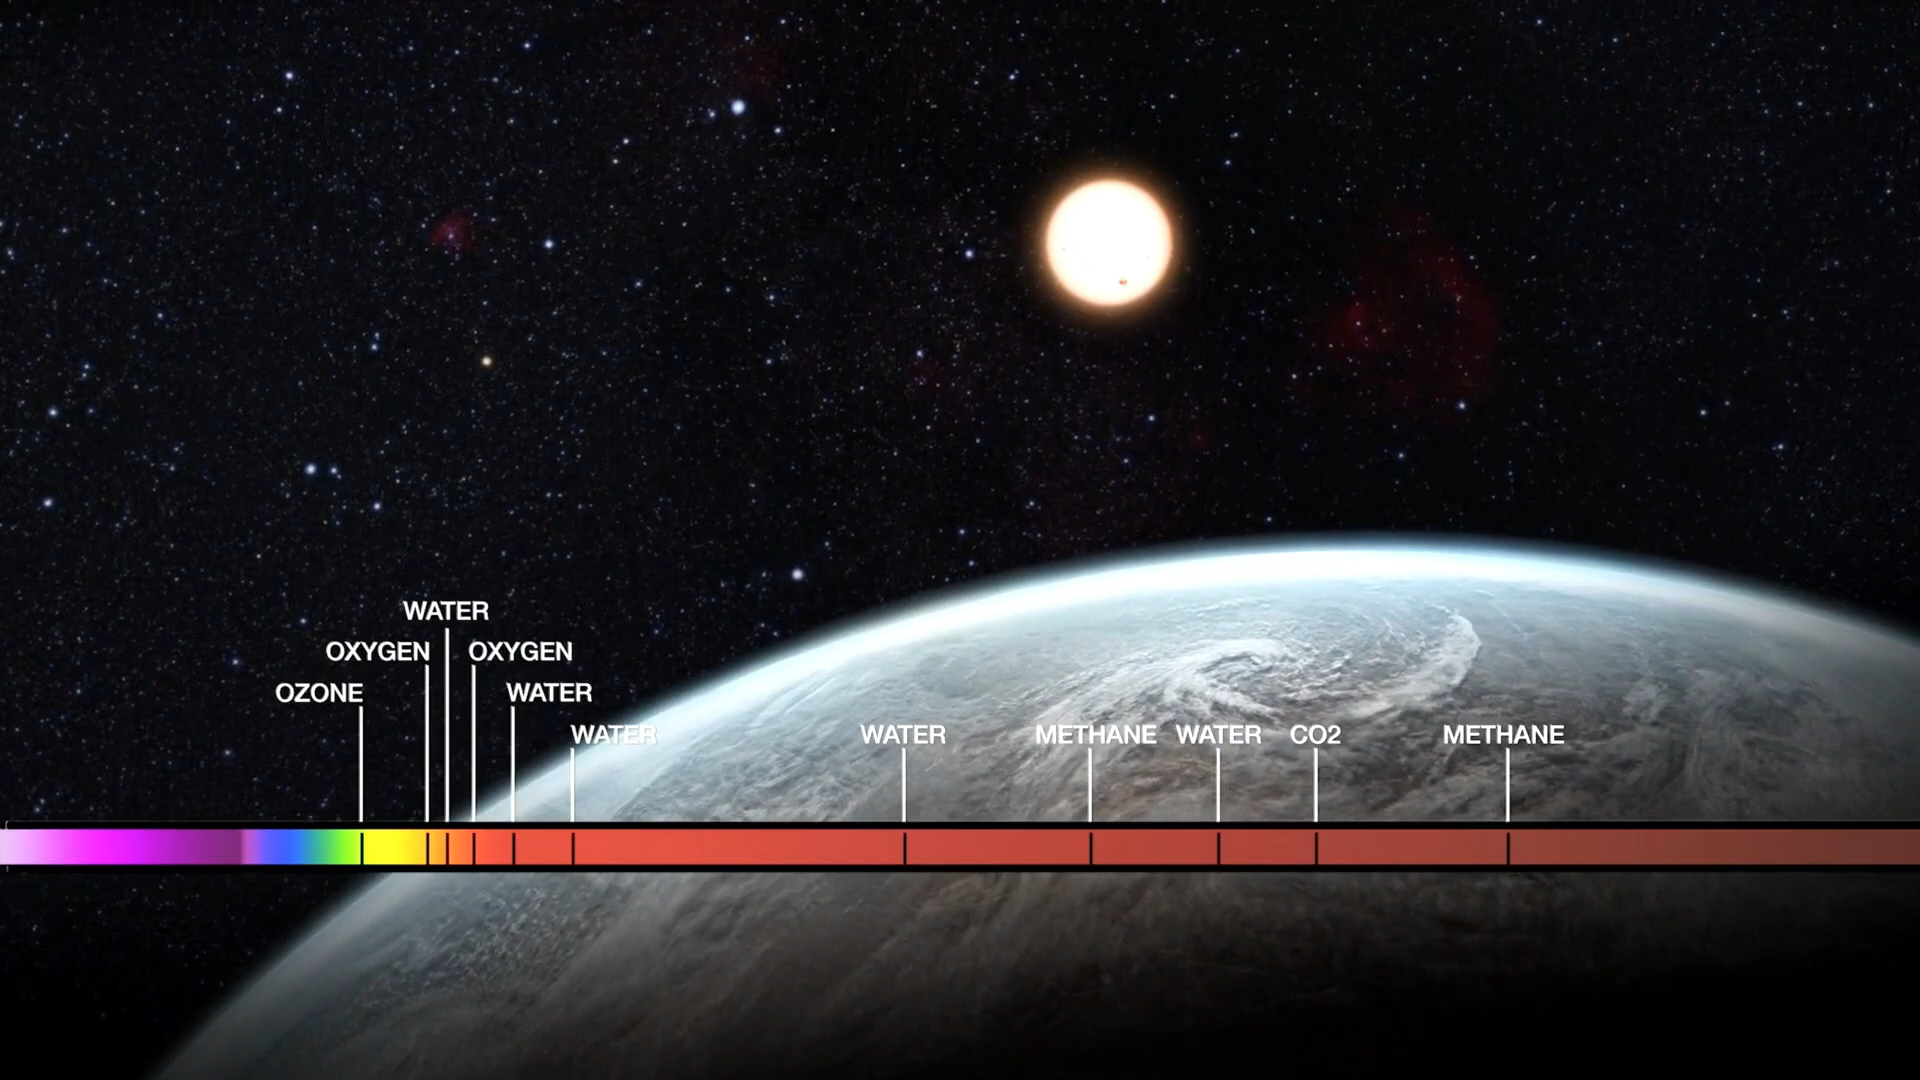 WATER
OXYGEN OXYGEN
OZONE WATER
WATER WATER METHANE WATER CO2 METHANE